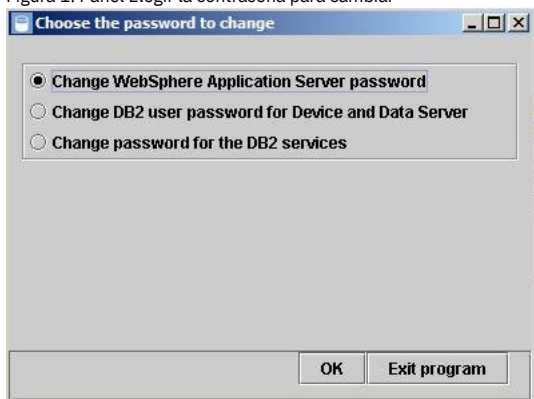 Figura 1. Panel Elegir la contraseña para cambiar
Choose the password to change
Change WebSphere Application Server password
Change DB2 user password for Device and Data Server
Change password for the DB2 services
OK Exit program